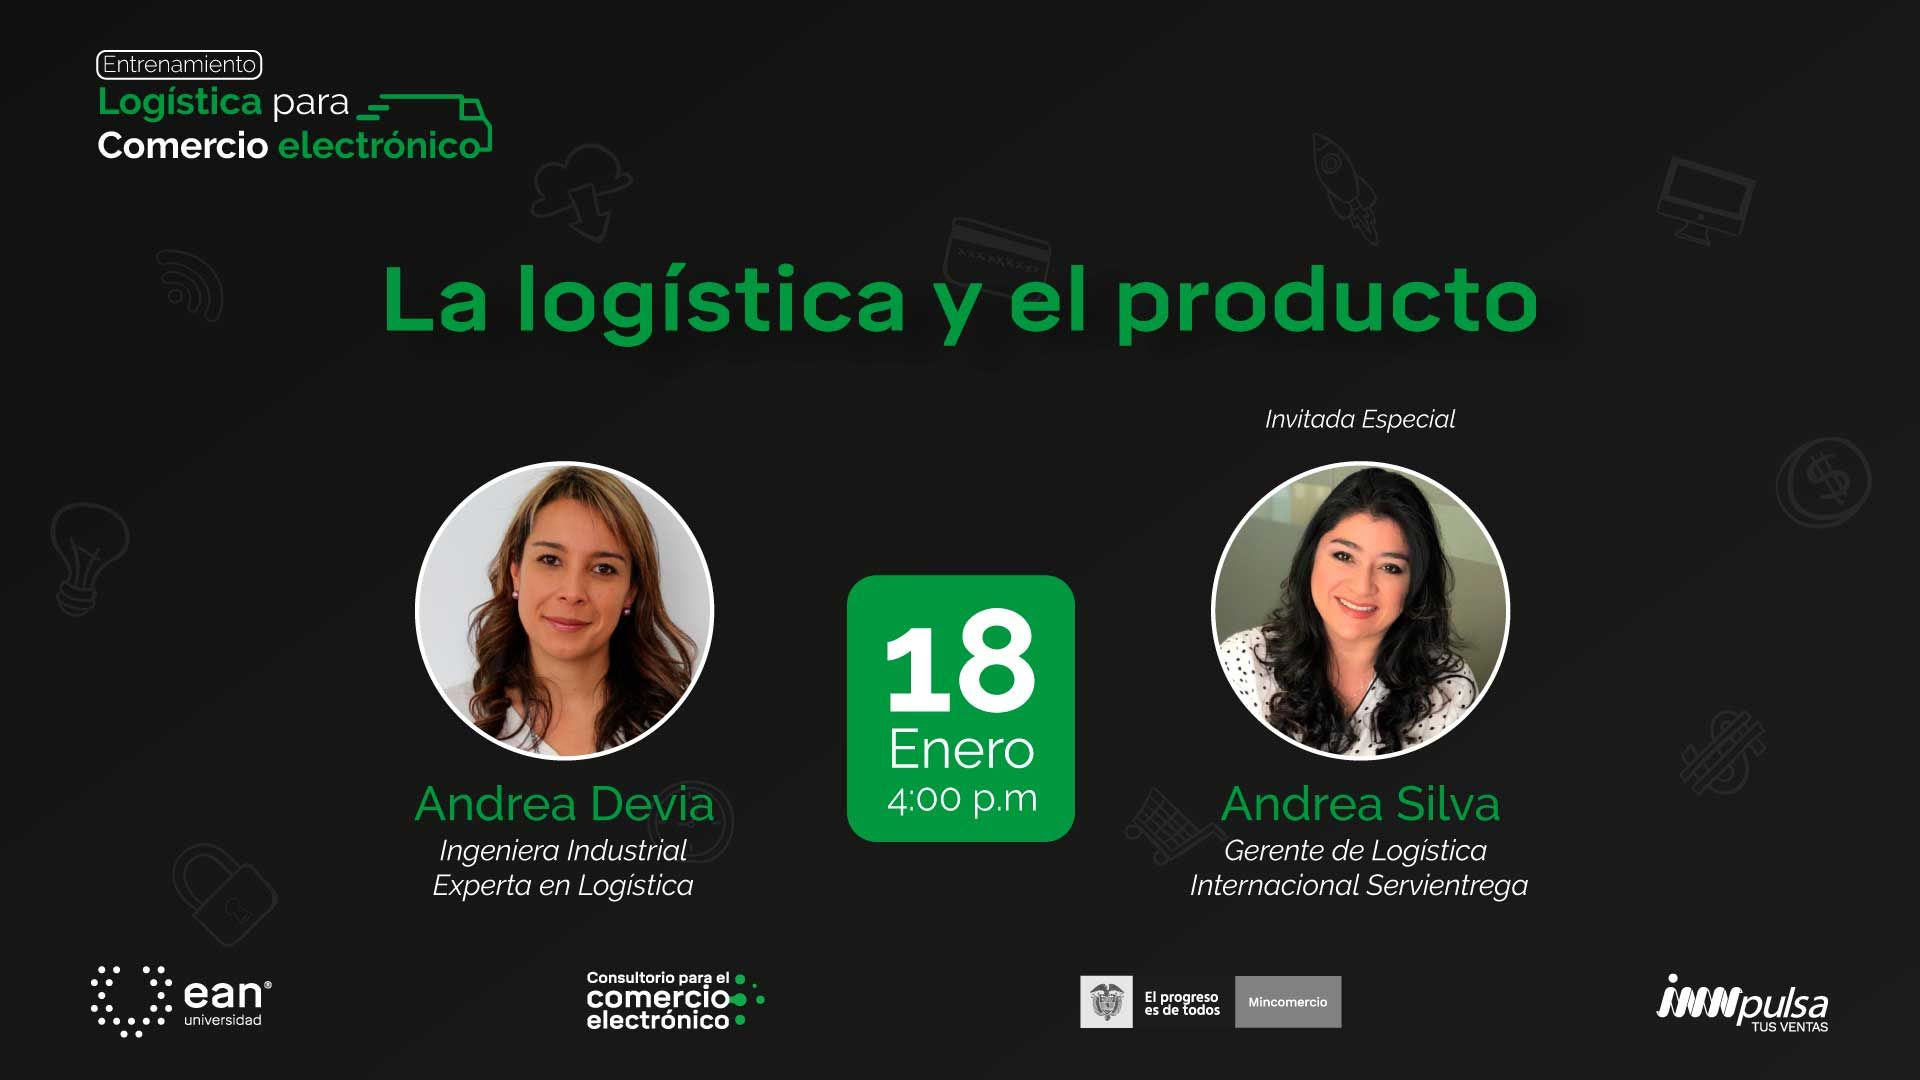 Entrenamiento
Logística para
Comercio electrónico
La logística y el producto
Invitada Especial
18
Enero
4:00 p.m
Andrea Devia
Ingeniera Industrial
Experta en Logística
Andrea Silva
Gerente de Logística
Internacional Servientrega
ean®
universidad
Consultorio para el
comercio
electrónico
El progreso
es de todos
Mincomercio
innpulsa
TUS VENTAS